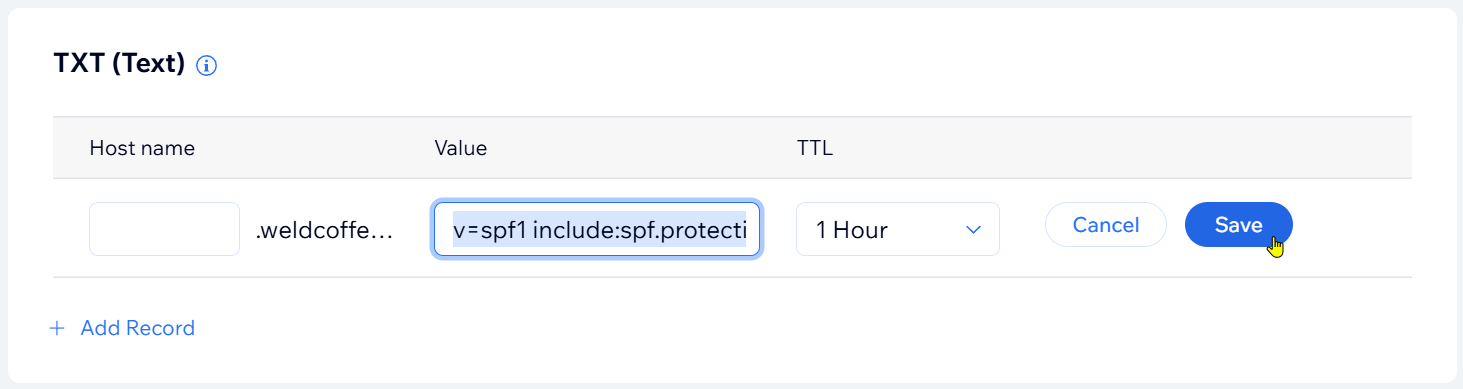 TXT (Text)
Host name Value TTL
.weldcoffe... v=spf1 include:spf.protecti 1 Hour Cancel Save
+ Add Record